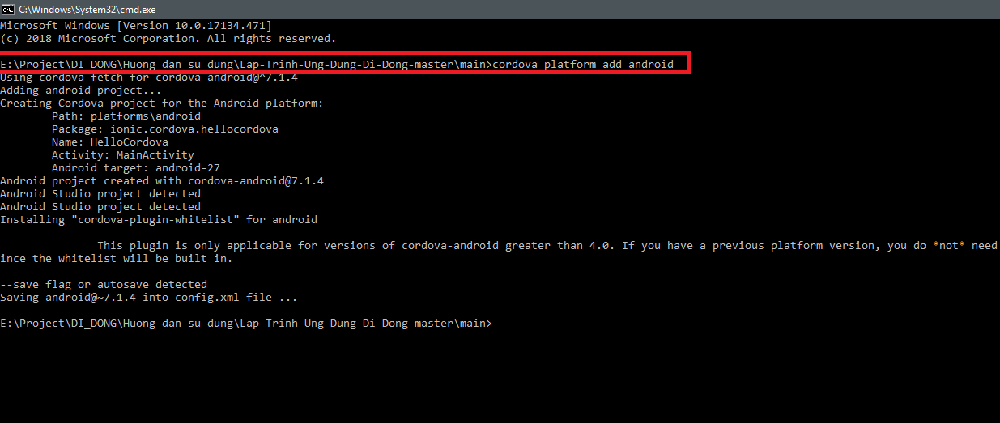 C:\Windows\System32\cmd.exe
Microsoft Windows [Version 10.0.17134.471]
(c) 2018 Microsoft Corporation. All rights reserved.
E:\Project\DI_DONG\Huong dan su dung\Lap-Trinh-Ung-Dung-Di-Dong-master\main>cordova platform add android
Using cordova-fetch for cordova-android@^7.1.4
Adding android project...
Creating Cordova project for the Android platform:
Path: platforms\android
Package: ionic.cordova.hellocordova
Name: HelloCordova
Activity: MainActivity
Android target: android-27
Android project created with cordova-android@7.1.4
Android Studio project detected
Android Studio project detected
Installing "cordova-plugin-whitelist" for android
This plugin is only applicable for versions of cordova-android greater than 4.0. If you have a previous platform version, you do *not* need
ince the whitelist will be built in.
--save flag or autosave detected
Saving android@~7.1.4 into config.xml file ...
E:\Project\DI_DONG\Huong dan su dung\Lap-Trinh-Ung-Dung-Di-Dong-master\main>